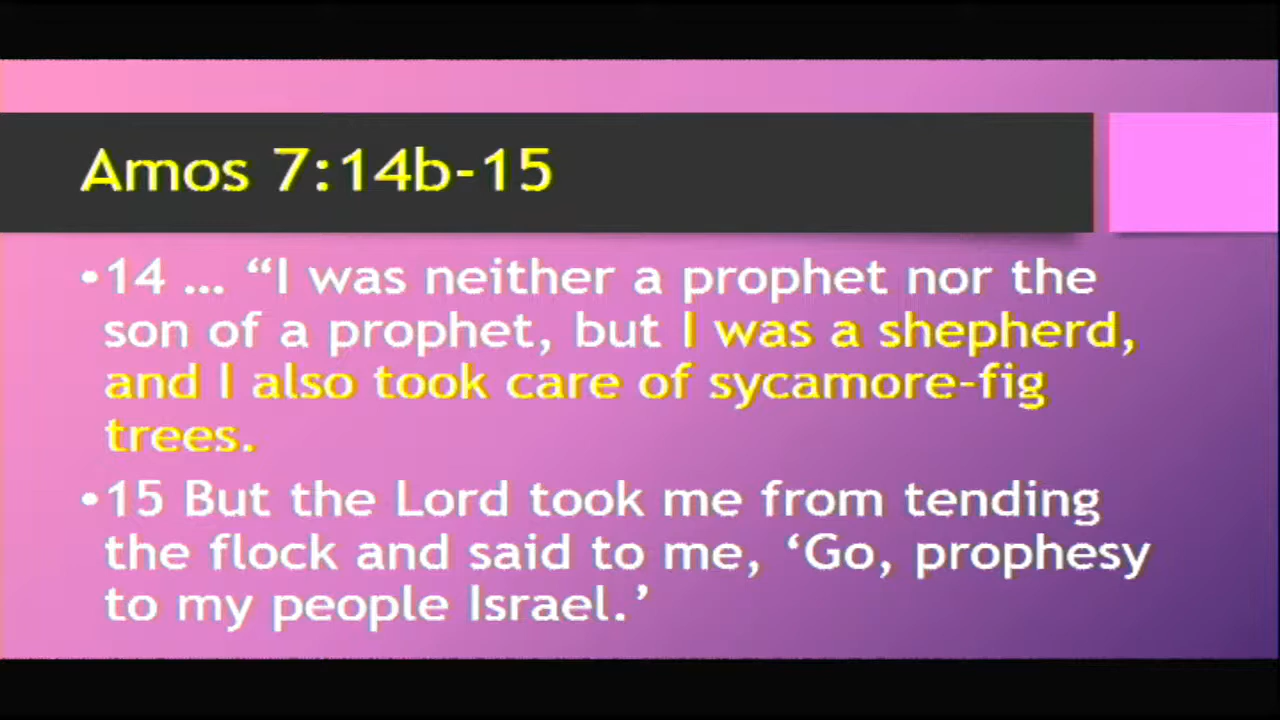 Amos 7:14b-15
•14 … “I was neither a prophet nor the
son of a prophet, but I was a shepherd,
and I also took care of sycamore-fig
trees.
•15 But the Lord took me from tending
the flock and said to me, ‘Go, prophesy
to my people Israel.’